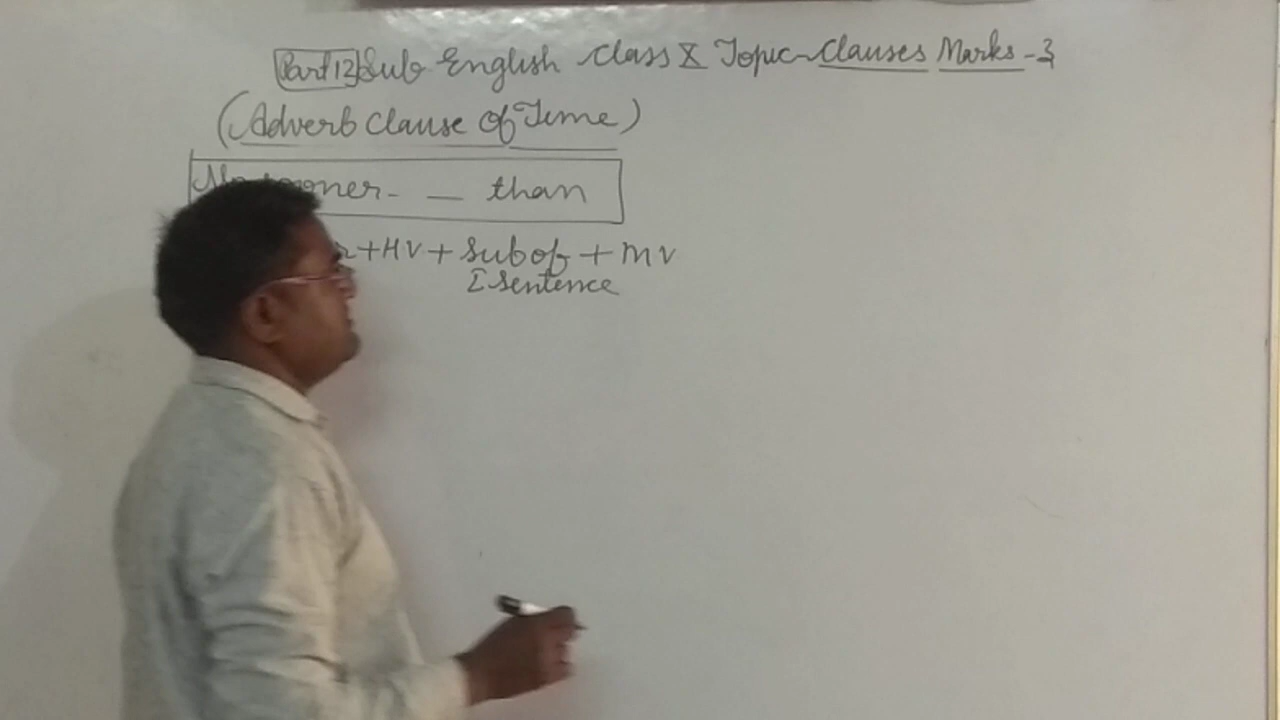 Part 12 Sub English Class X Topic - Clauses Marks - 3
(Adverb Clause of Time)
- — than
+ HV + Sub of + MV
I Sentence